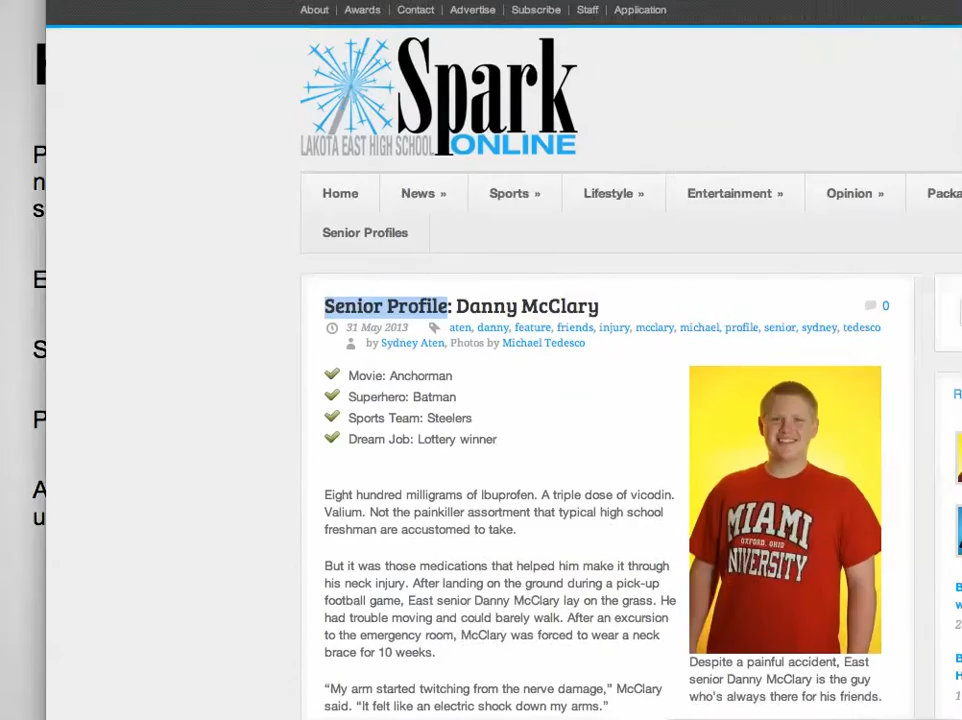 About Awards Contact Advertise Subscribe Staff Application
Spark
LAKOTA EAST HIGH SCHOOL ONLINE
Home News » Sports » Lifestyle » Entertainment » Opinion »
Senior Profiles
Senior Profile: Danny McClary 0
31 May 2013 aten, danny, feature, friends, injury, mcclary, michael, profile, senior, sydney, tedesco
by Sydney Aten, Photos by Michael Tedesco
Movie: Anchorman
Superhero: Batman
Sports Team: Steelers
Dream Job: Lottery winner
Eight hundred milligrams of Ibuprofen. A triple dose of vicodin.
Valium. Not the painkiller assortment that typical high school
freshman are accustomed to take.
But it was those medications that helped him make it through
his neck injury. After landing on the ground during a pick-up
football game, East senior Danny McClary lay on the grass. He
had trouble moving and could barely walk. After an excursion
to the emergency room, McClary was forced to wear a neck
brace for 10 weeks.
“My arm started twitching from the nerve damage,” McClary
said. “It felt like an electric shock down my arms.”
MIAMI
OXFORD, OHIO
UNIVERSITY
Despite a painful accident, East
senior Danny McClary is the guy
who's always there for his friends.